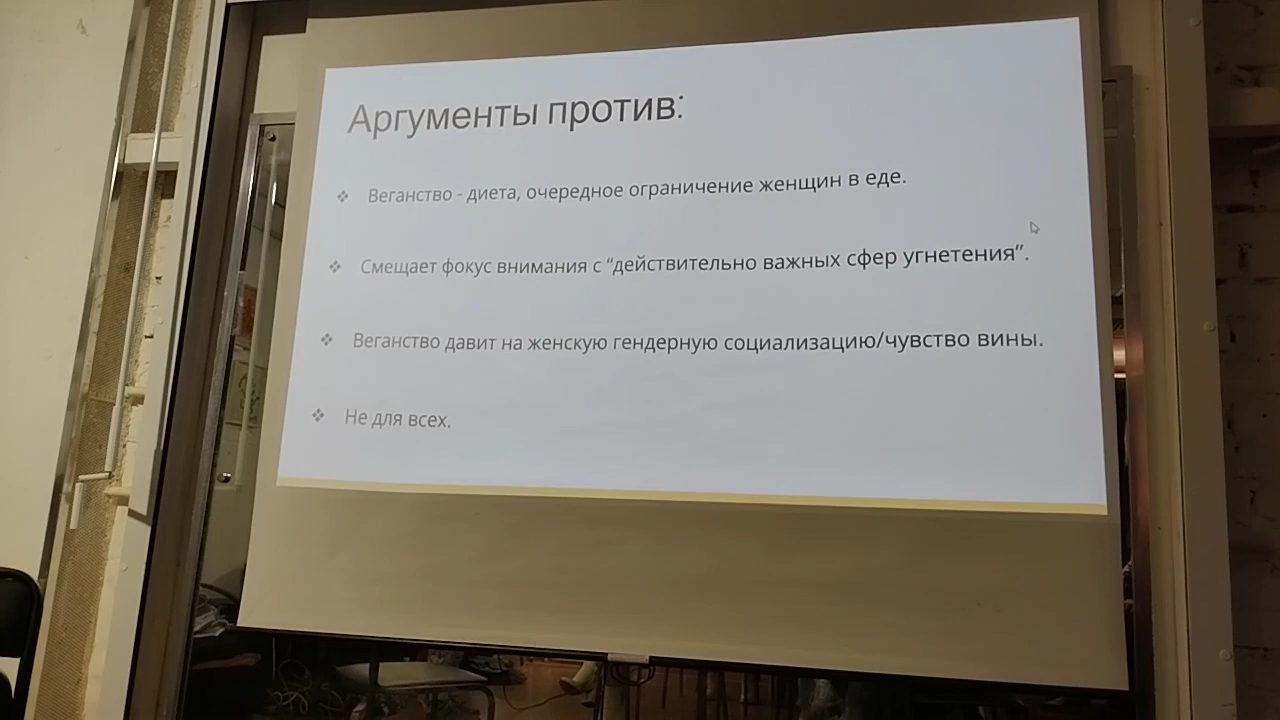 Аргументы против:
Веганство - диета, очередное ограничение женщин в еде.
Смещает фокус внимания с “действительно важных сфер угнетения”.
Веганство давит на женскую гендерную социализацию/чувство вины.
Не для всех.